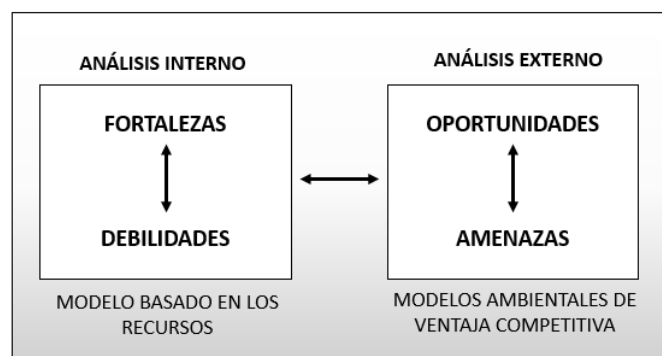 ANÁLISIS INTERNO
FORTALEZAS
DEBILIDADES
MODELO BASADO EN LOS
RECURSOS
ANÁLISIS EXTERNO
OPORTUNIDADES
AMENAZAS
MODELOS AMBIENTALES DE
VENTAJA COMPETITIVA